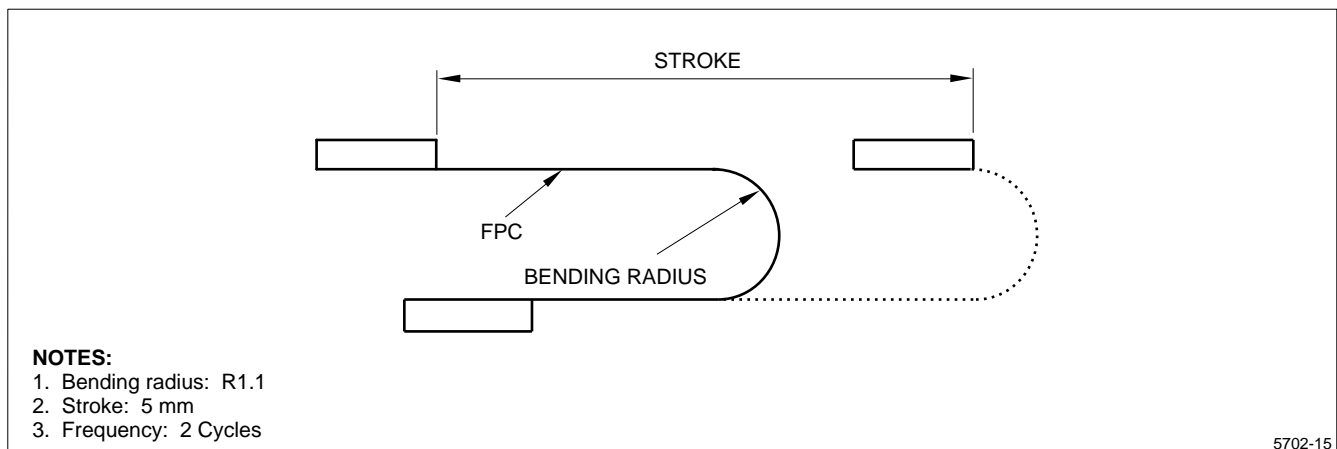 STROKE
FPC
BENDING RADIUS
NOTES:
1. Bending radius: R1.1
2. Stroke: 5 mm
3. Frequency: 2 Cycles
5702-15